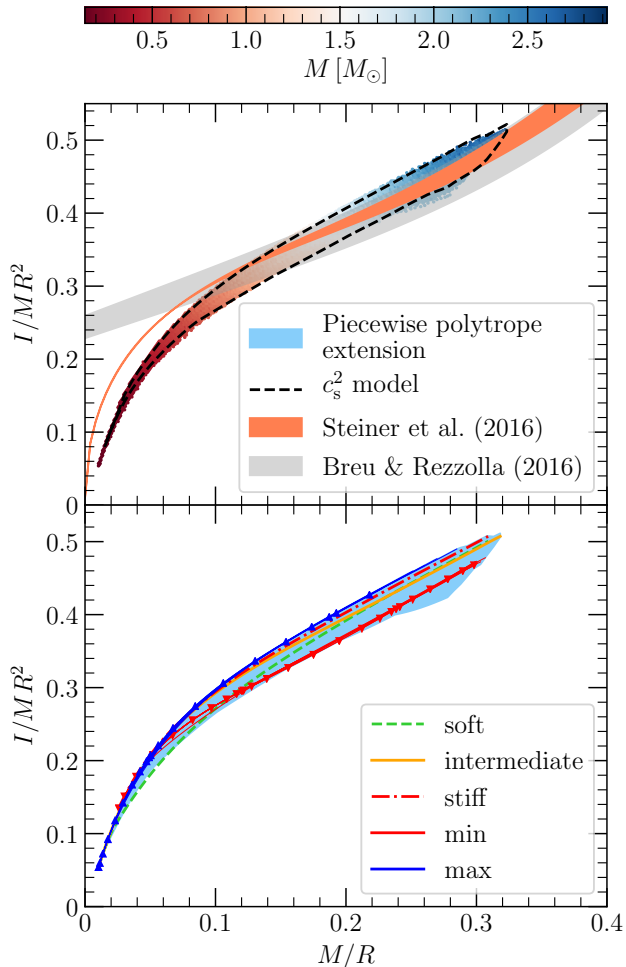 0.5 1.0 1.5 2.0 2.5
M [M⊙]
0.5
0.4
0.3
0.2
0.1
0
I/MR²
Piecewise polytrope
extension
c_s² model
Steiner et al. (2016)
Breu & Rezzolla (2016)
0.5
0.4
0.3
0.2
0.1
0
I/MR²
soft
intermediate
stiff
min
max
0 0.1 0.2 0.3 0.4
M/R